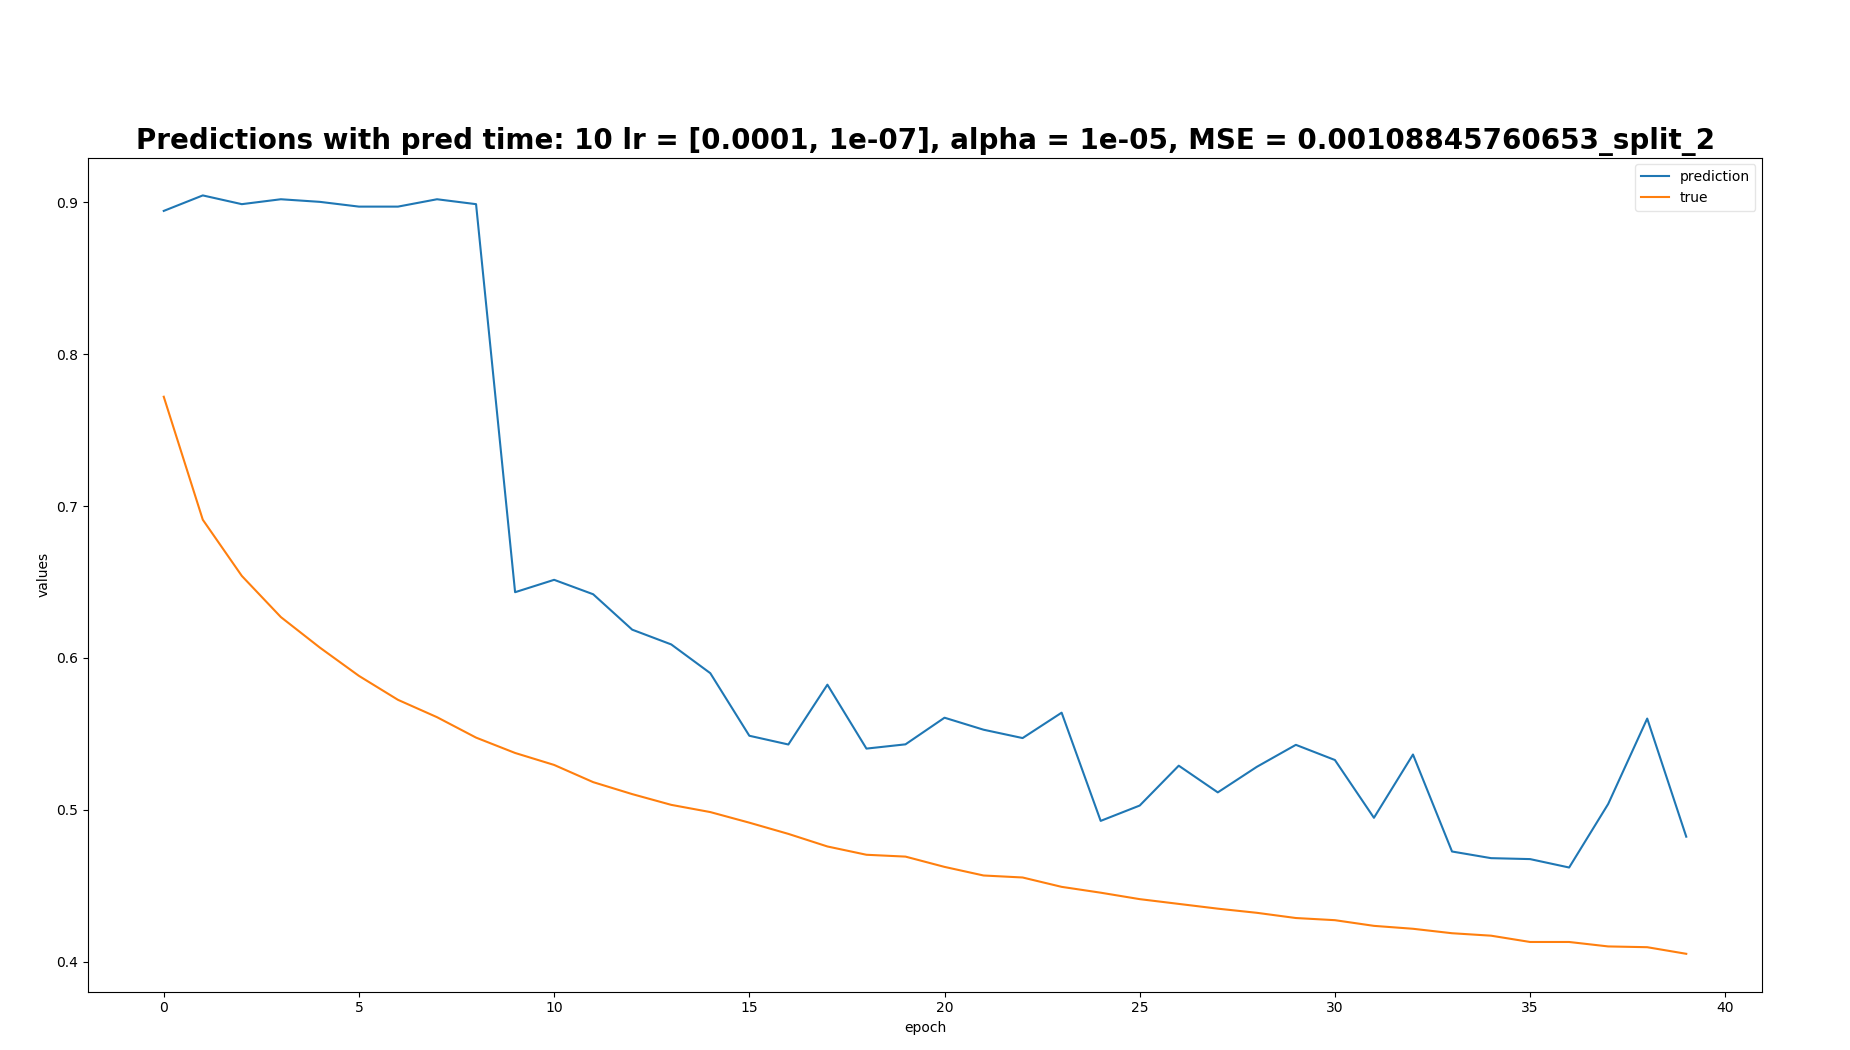 Predictions with pred time: 10 lr = [0.0001, 1e-07], alpha = 1e-05, MSE = 0.00108845760653_split_2
prediction
true
0.9
0.8
0.7
0.6
0.5
0.4
values
0 5 10 15 20 25 30 35 40
epoch